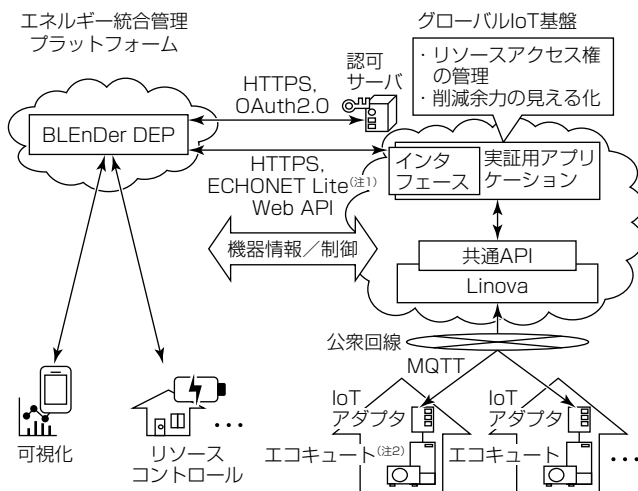 エネルギー統合管理
プラットフォーム
グローバルIoT基盤
・リソースアクセス権
の管理
・削減余力の見える化
認可
サーバ
HTTPS,
OAuth2.0
BLEnDer DEP
HTTPS,
ECHONET Lite(注1)
Web API
インタ
フェース
実証用アプリ
ケーション
機器情報／制御
共通API
Linova
公衆回線
MQTT
IoT
アダプタ
IoT
アダプタ
エコキュート(注2)
エコキュート
…
可視化
リソース
コントロール
…